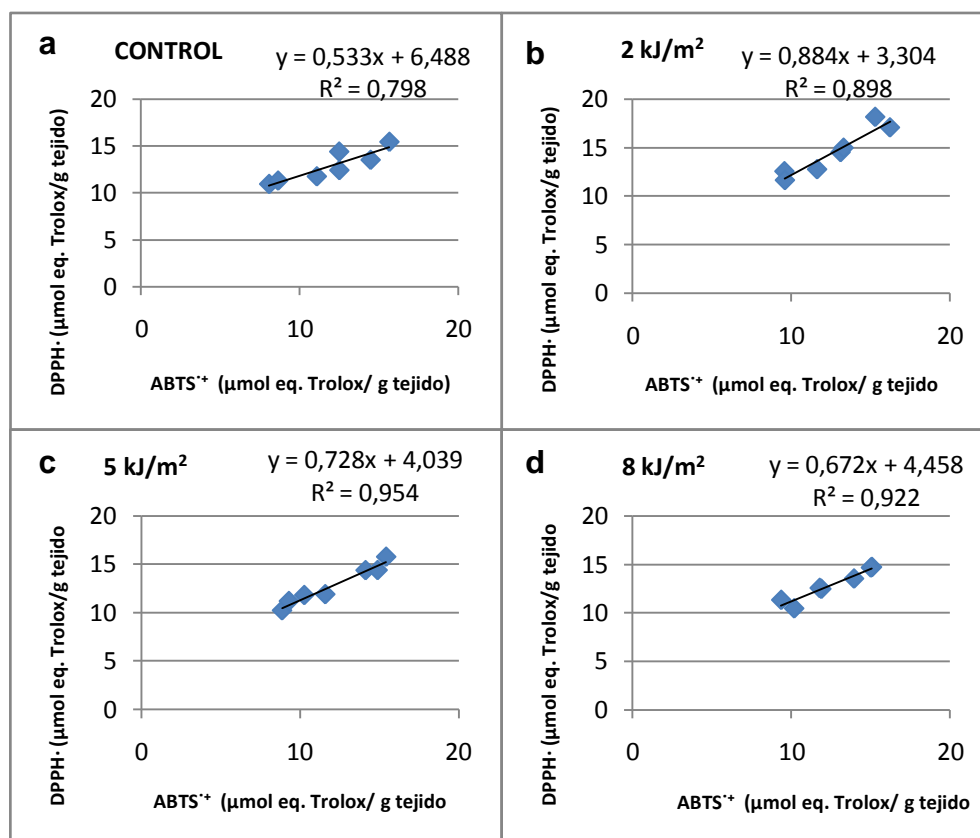 a
CONTROL
y = 0,533x + 6,488
R² = 0,798
20
15
10
5
0
0 10 20
DPPH· (µmol eq. Trolox/g tejido)
ABTS·⁺ (µmol eq. Trolox/ g tejido)
b
2 kJ/m²
y = 0,884x + 3,304
R² = 0,898
20
15
10
5
0
0 10 20
DPPH· (µmol eq. Trolox/g tejido)
ABTS·⁺ (µmol eq. Trolox/ g tejido
c
5 kJ/m²
y = 0,728x + 4,039
R² = 0,954
20
15
10
5
0
0 10 20
DPPH· (µmol eq. Trolox/g tejido
ABTS·⁺ (µmol eq. Trolox/ g tejido
d
8 kJ/m²
y = 0,672x + 4,458
R² = 0,922
20
15
10
5
0
0 10 20
DPPH· (µmol eq. Trolox/g tejido
ABTS·⁺ (µmol eq. Trolox/ g tejido